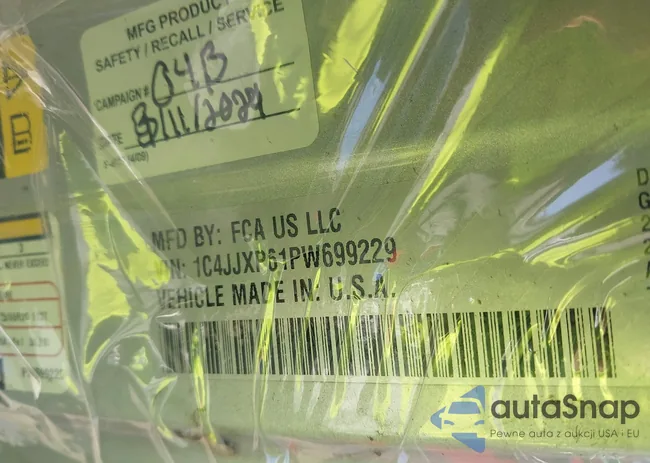 MFG PRODUCT
SAFETY / RECALL / SERVICE
CAMPAIGN # 04B
DATE 8/11/2024
MFD BY: FCA US LLC
VIN: 1C4JJXP61PW699229
VEHICLE MADE IN: U.S.A.
autaSnap
Pewne auta z aukcji USA • EU